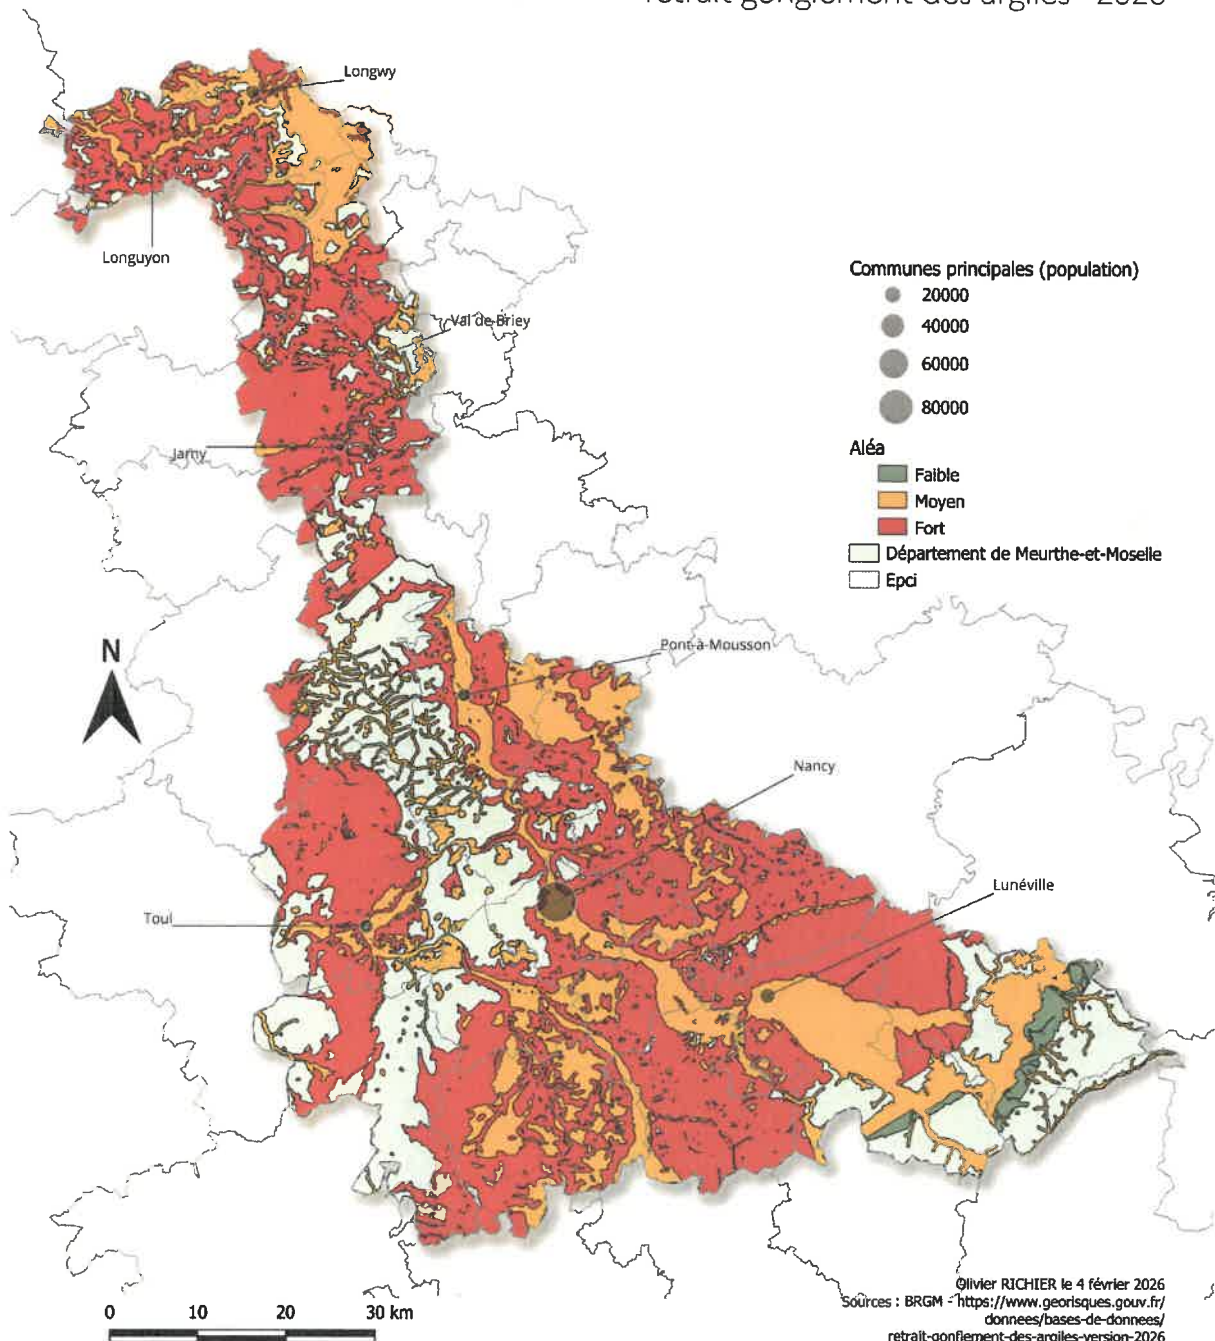 retrait gonflement des argiles - 2026
Longwy
Longuyon
Communes principales (population)
20000
40000
60000
80000
Val de Briey
Jarny
Aléa
Faible
Moyen
Fort
Département de Meurthe-et-Moselle
Epci
N
Pont-à-Mousson
Nancy
Lunéville
Toul
Olivier RICHIER le 4 février 2026
Sources : BRGM - https://www.georisques.gouv.fr/
donnees/bases-de-donnees/
retrait-gonflement-des-argiles-version-2026
0 10 20 30 km